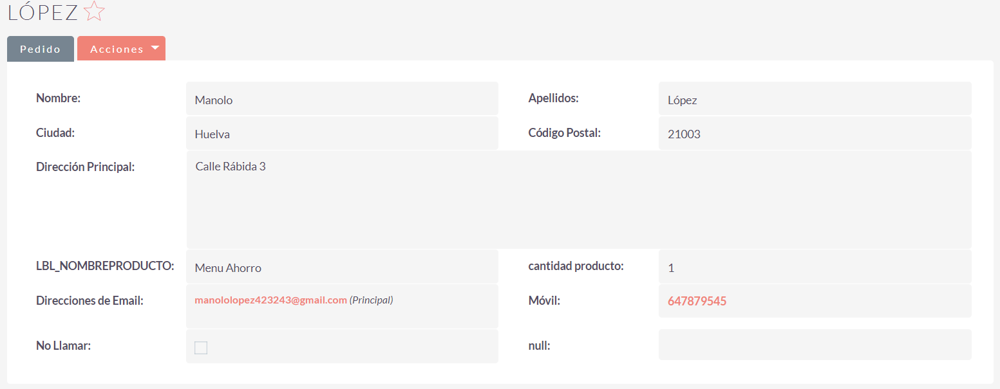 LÓPEZ
Pedido Acciones
Nombre: Manolo Apellidos: López
Ciudad: Huelva Código Postal: 21003
Dirección Principal: Calle Rábida 3
LBL_NOMBREPRODUCTO: Menu Ahorro cantidad producto: 1
Direcciones de Email: manololopez423243@gmail.com (Principal) Móvil: 647879545
No Llamar: null: